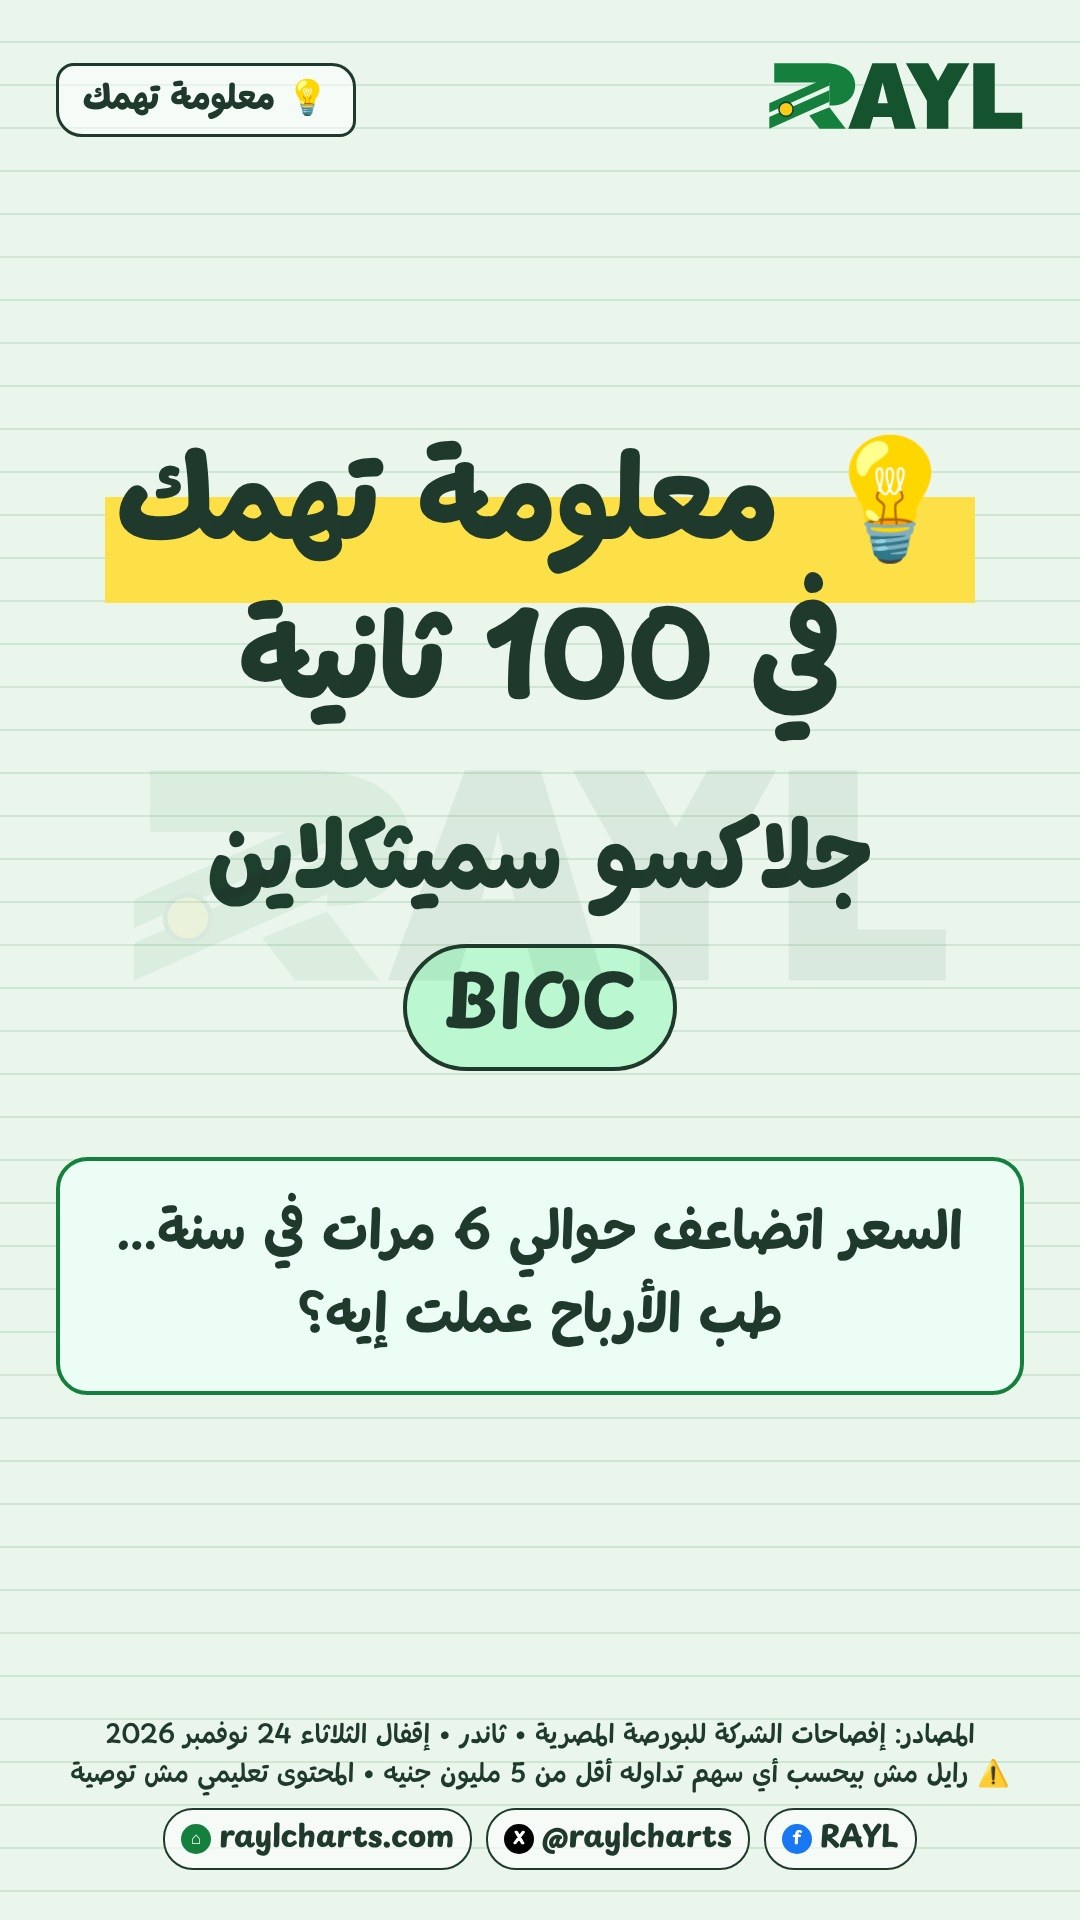 RAYL
💡 معلومة تهمك
💡 معلومة تهمك
في 100 ثانية
RAYL
جلاكسو سميثكلاين
BIOC
السعر اتضاعف حوالي 6 مرات في سنة...
طب الأرباح عملت إيه؟
المصادر: إفصاحات الشركة للبورصة المصرية • ثاندر • إقفال الثلاثاء 24 نوفمبر 2026
⚠️ رايل مش بيحسب أي سهم تداوله أقل من 5 مليون جنيه • المحتوى تعليمي مش توصية
raylcharts.com
X @raylcharts
f RAYL